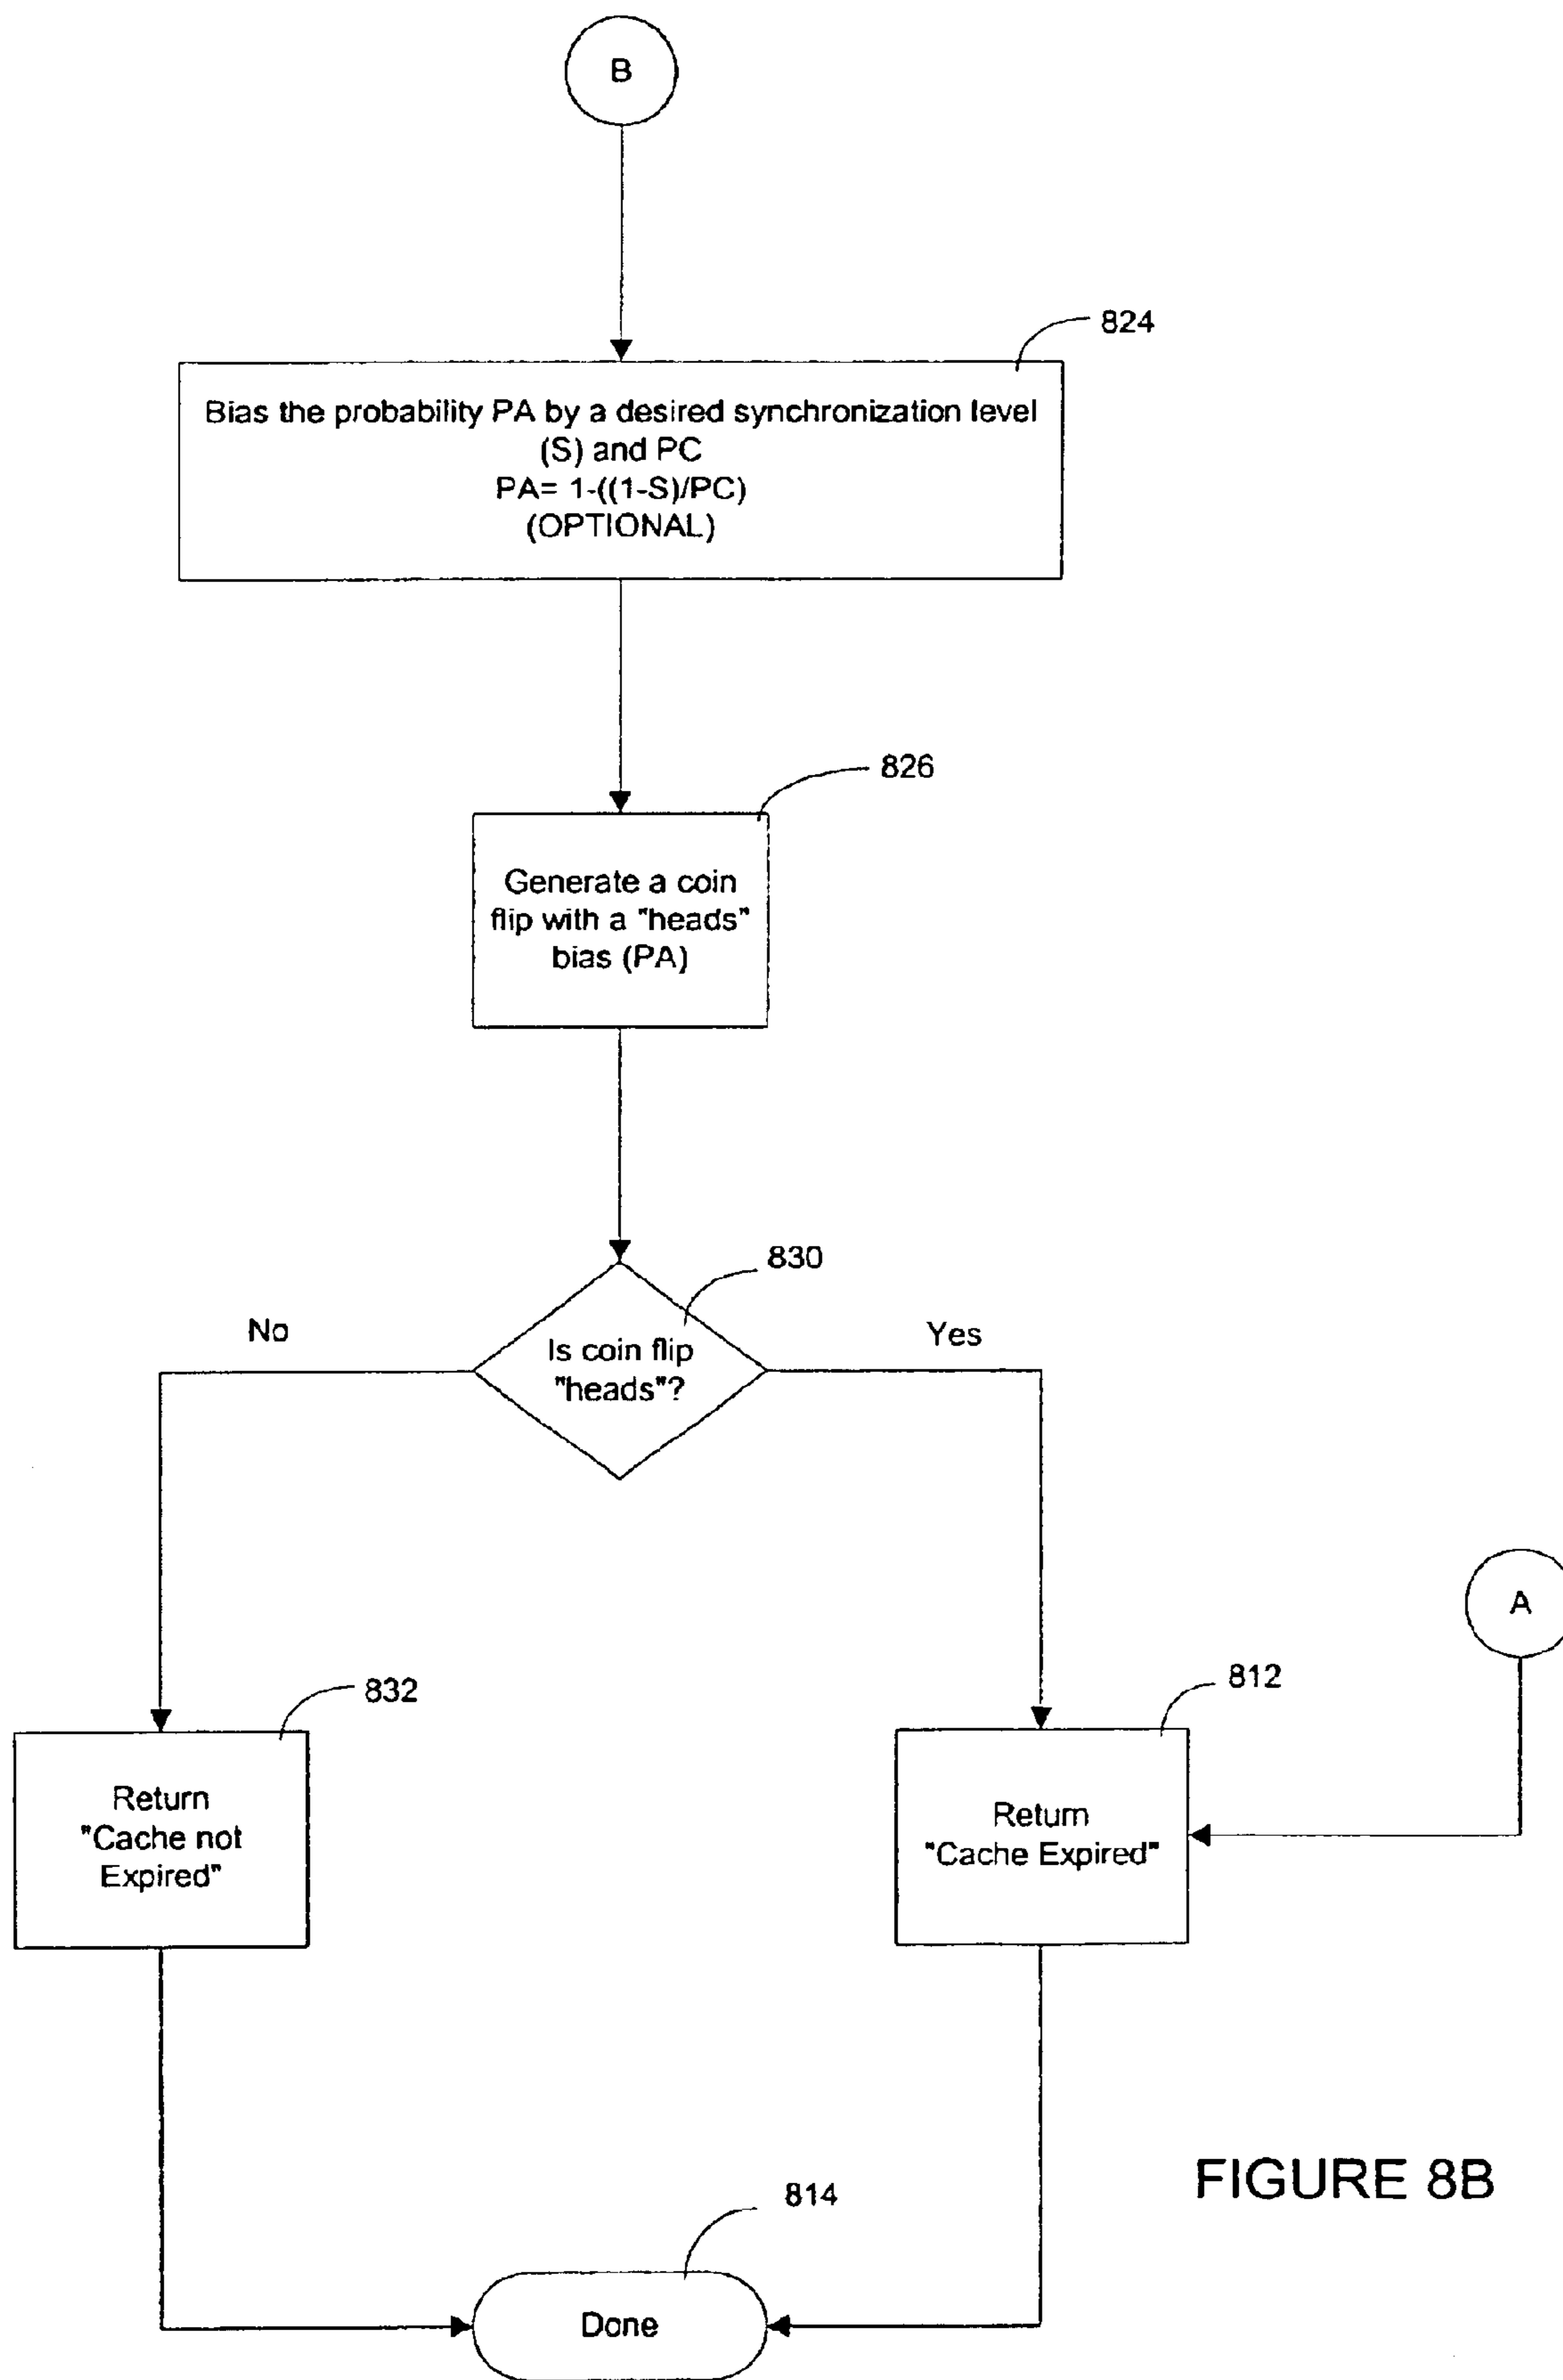 B
824
Bias the probability PA by a desired synchronization level
(S) and PC
PA= 1-((1-S)/PC)
(OPTIONAL)
826
Generate a coin
flip with a "heads"
bias (PA)
830
No
Is coin flip
"heads"?
Yes
A
832
812
Return
"Cache not
Expired"
Return
"Cache Expired"
FIGURE 8B
814
Done